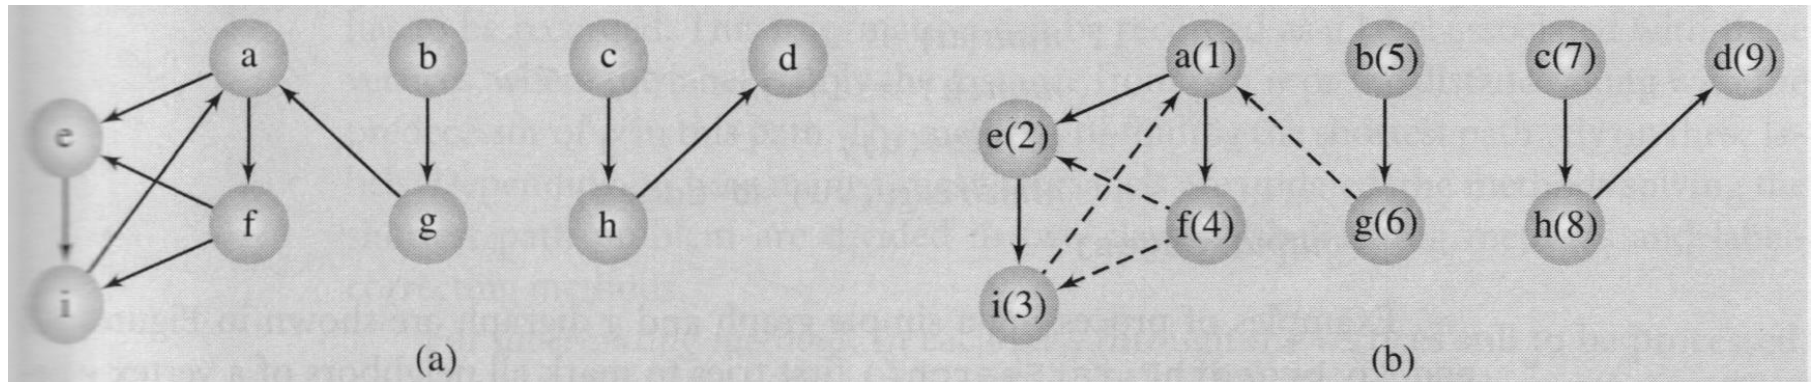 a b c d
e
f g h
i
(a)
a(1) b(5) c(7) d(9)
e(2)
f(4) g(6) h(8)
i(3)
(b)